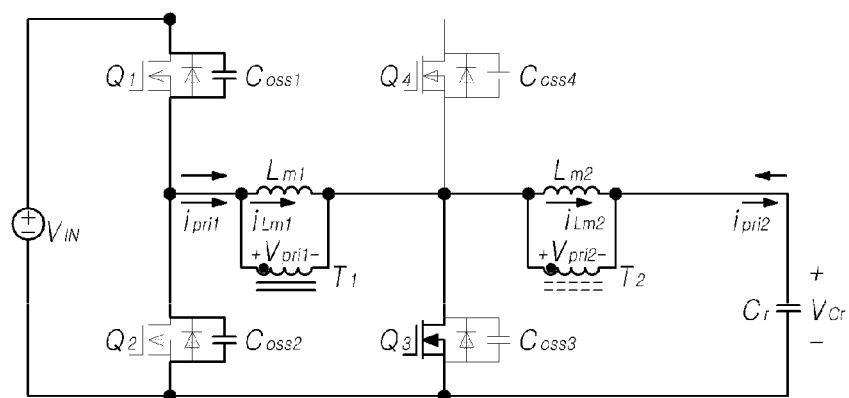 Q1
Coss1
Q4
Coss4
Lm1
Lm2
ipri1
iLm1
iLm2
ipri2
VIN
+Vpri1-
T1
+Vpri2-
T2
+
Cr
VCr
-
Q2
Coss2
Q3
Coss3